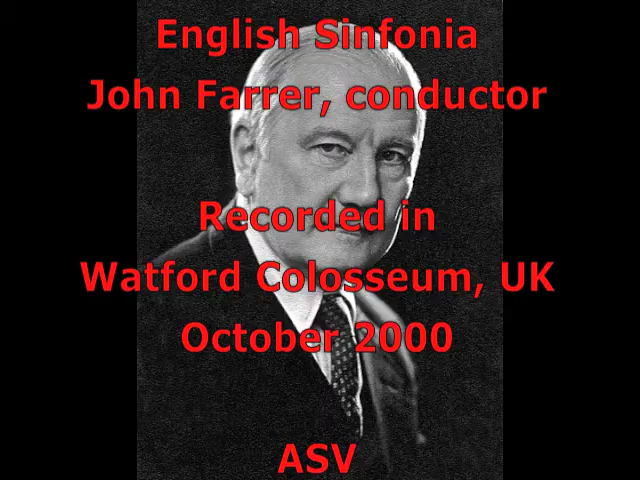 English Sinfonia
John Farrer, conductor
Recorded in
Watford Colosseum, UK
October 2000
ASV